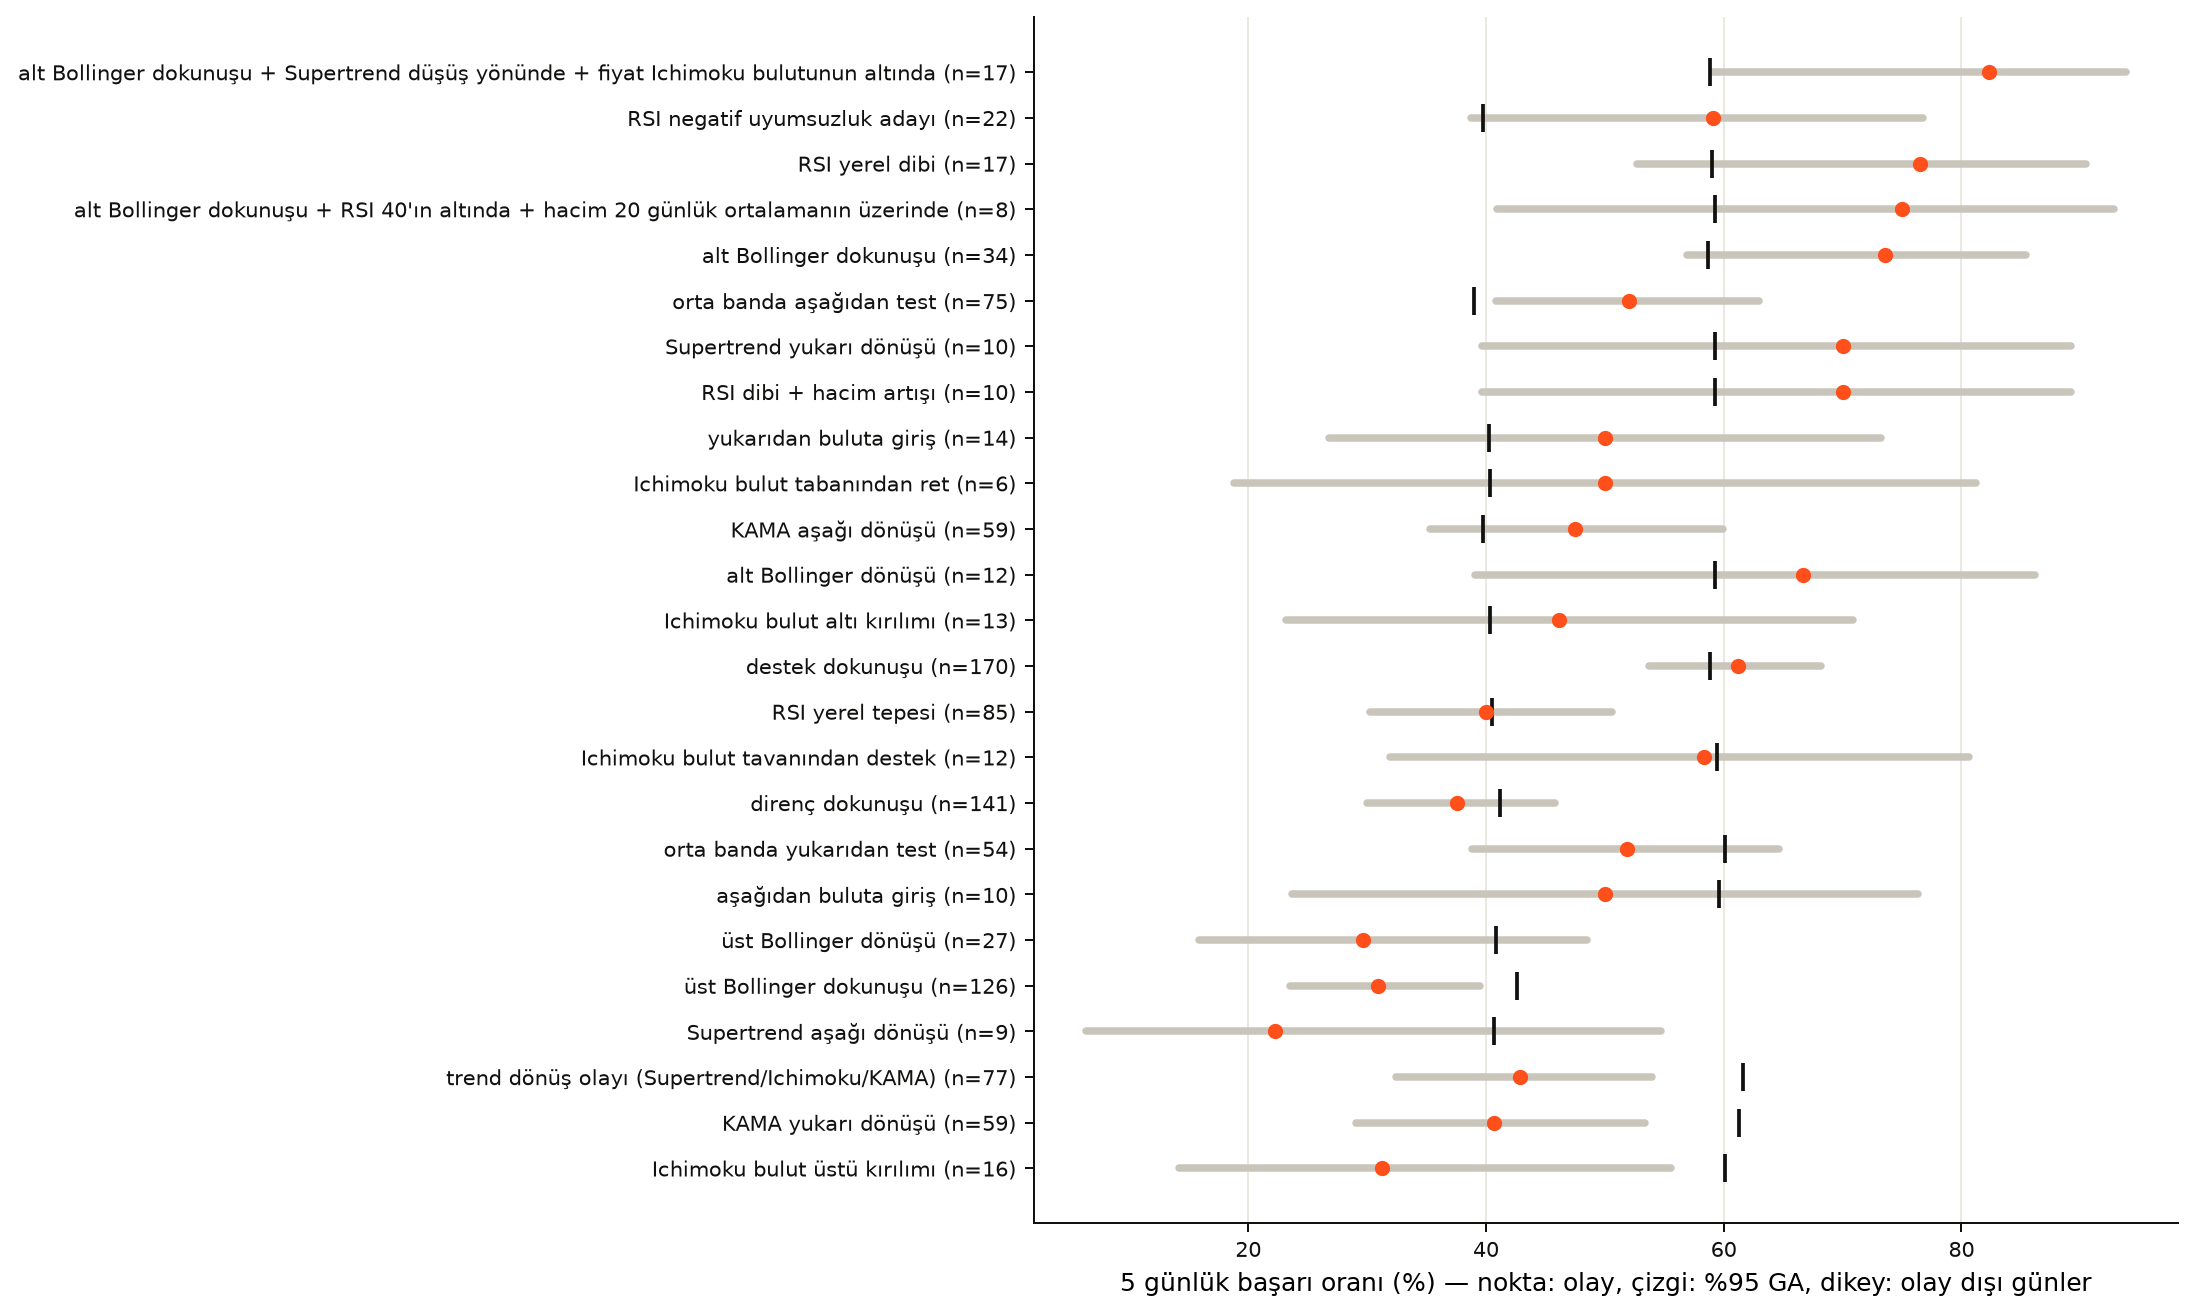 alt Bollinger dokunuşu + Supertrend düşüş yönünde + fiyat Ichimoku bulutunun altında (n=17)
RSI negatif uyumsuzluk adayı (n=22)
RSI yerel dibi (n=17)
alt Bollinger dokunuşu + RSI 40'ın altında + hacim 20 günlük ortalamanın üzerinde (n=8)
alt Bollinger dokunuşu (n=34)
orta banda aşağıdan test (n=75)
Supertrend yukarı dönüşü (n=10)
RSI dibi + hacim artışı (n=10)
yukarıdan buluta giriş (n=14)
Ichimoku bulut tabanından ret (n=6)
KAMA aşağı dönüşü (n=59)
alt Bollinger dönüşü (n=12)
Ichimoku bulut altı kırılımı (n=13)
destek dokunuşu (n=170)
RSI yerel tepesi (n=85)
Ichimoku bulut tavanından destek (n=12)
direnç dokunuşu (n=141)
orta banda yukarıdan test (n=54)
aşağıdan buluta giriş (n=10)
üst Bollinger dönüşü (n=27)
üst Bollinger dokunuşu (n=126)
Supertrend aşağı dönüşü (n=9)
trend dönüş olayı (Supertrend/Ichimoku/KAMA) (n=77)
KAMA yukarı dönüşü (n=59)
Ichimoku bulut üstü kırılımı (n=16)
20 40 60 80
5 günlük başarı oranı (%) — nokta: olay, çizgi: %95 GA, dikey: olay dışı günler